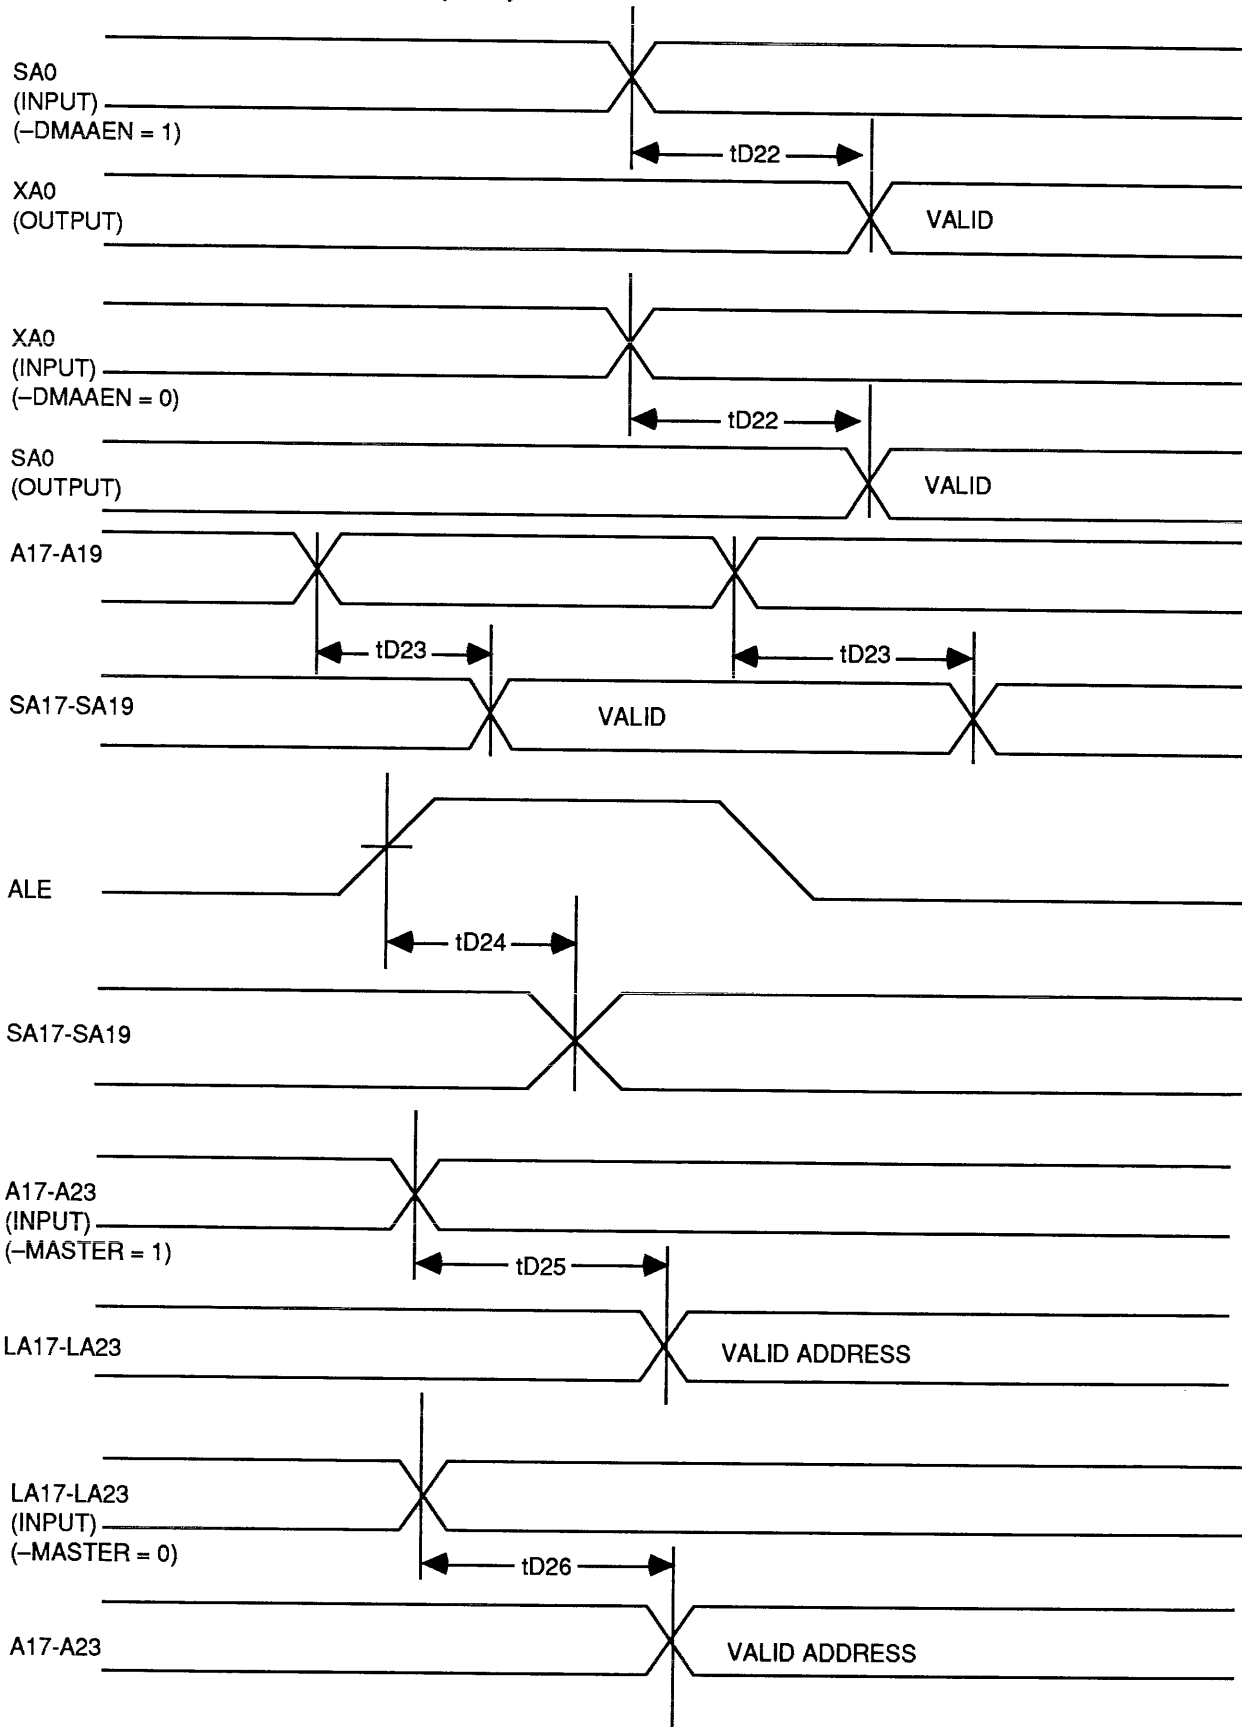 SA0
(INPUT)
(–DMAAEN = 1)
tD22
XA0
(OUTPUT)
VALID
XA0
(INPUT)
(–DMAAEN = 0)
tD22
SA0
(OUTPUT)
VALID
A17-A19
tD23
tD23
SA17-SA19
VALID
ALE
tD24
SA17-SA19
A17-A23
(INPUT)
(–MASTER = 1)
tD25
LA17-LA23
VALID ADDRESS
LA17-LA23
(INPUT)
(–MASTER = 0)
tD26
A17-A23
VALID ADDRESS